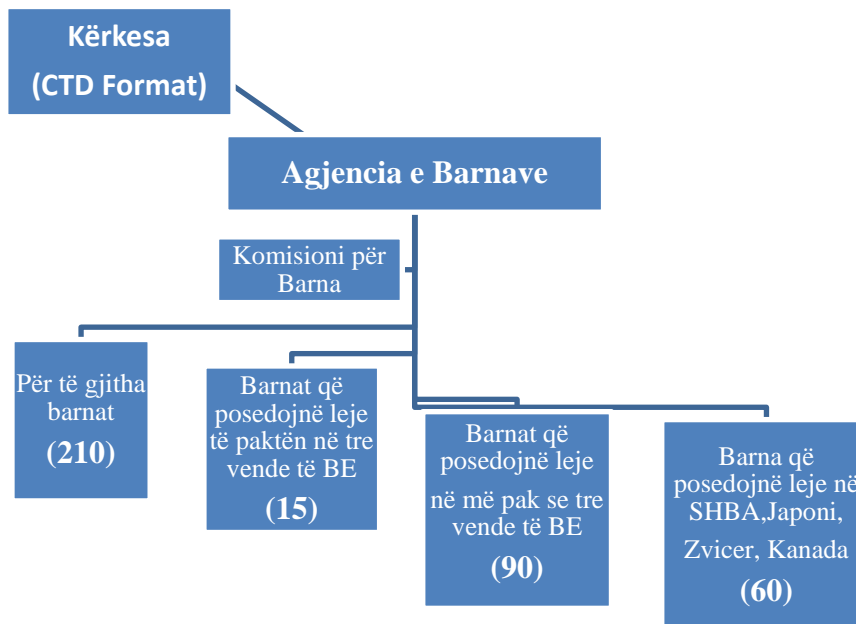 Kërkesa
(CTD Format)
Agjencia e Barnave
Komisioni për
Barna
Për të gjitha
barnat
(210)
Barnat që
posedojnë leje
të paktën në tre
vende të BE
(15)
Barnat që
posedojnë leje
në më pak se tre
vende të BE
(90)
Barna që
posedojnë leje në
SHBA,Japoni,
Zvicer, Kanada
(60)